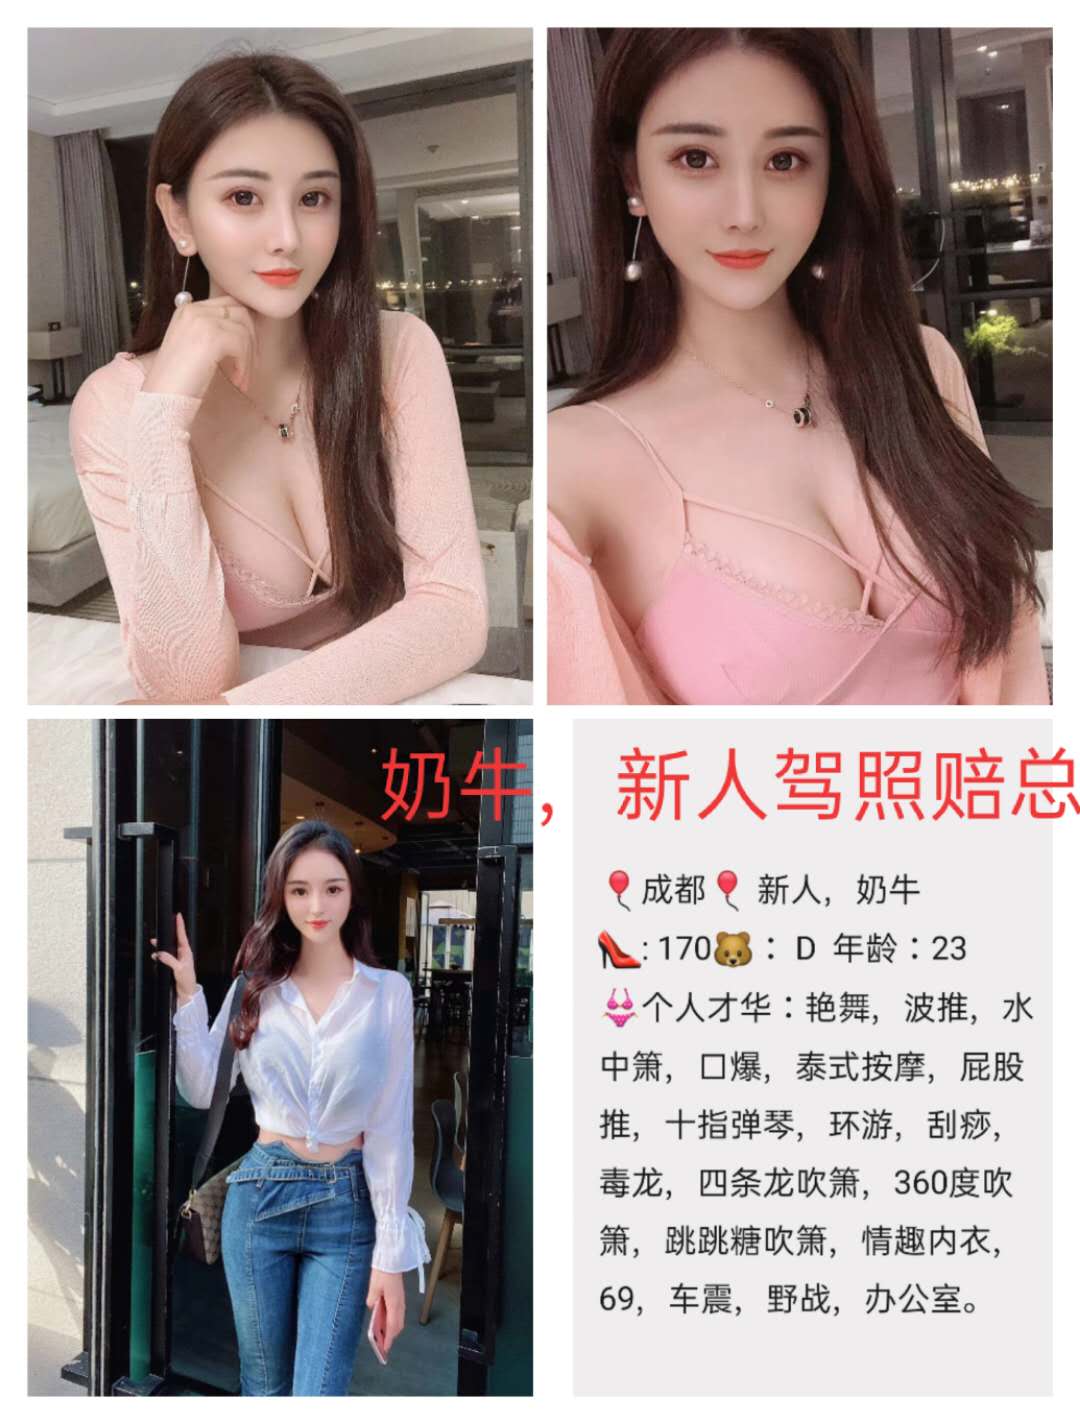 奶牛，新人驾照赔总
🎈成都🎈新人，奶牛
👠: 170🐻： D 年龄：23
👙个人才华：艳舞，波推，水
中箫，口爆，泰式按摩，屁股
推，十指弹琴，环游，刮痧，
毒龙，四条龙吹箫，360度吹
箫，跳跳糖吹箫，情趣内衣，
69，车震，野战，办公室。